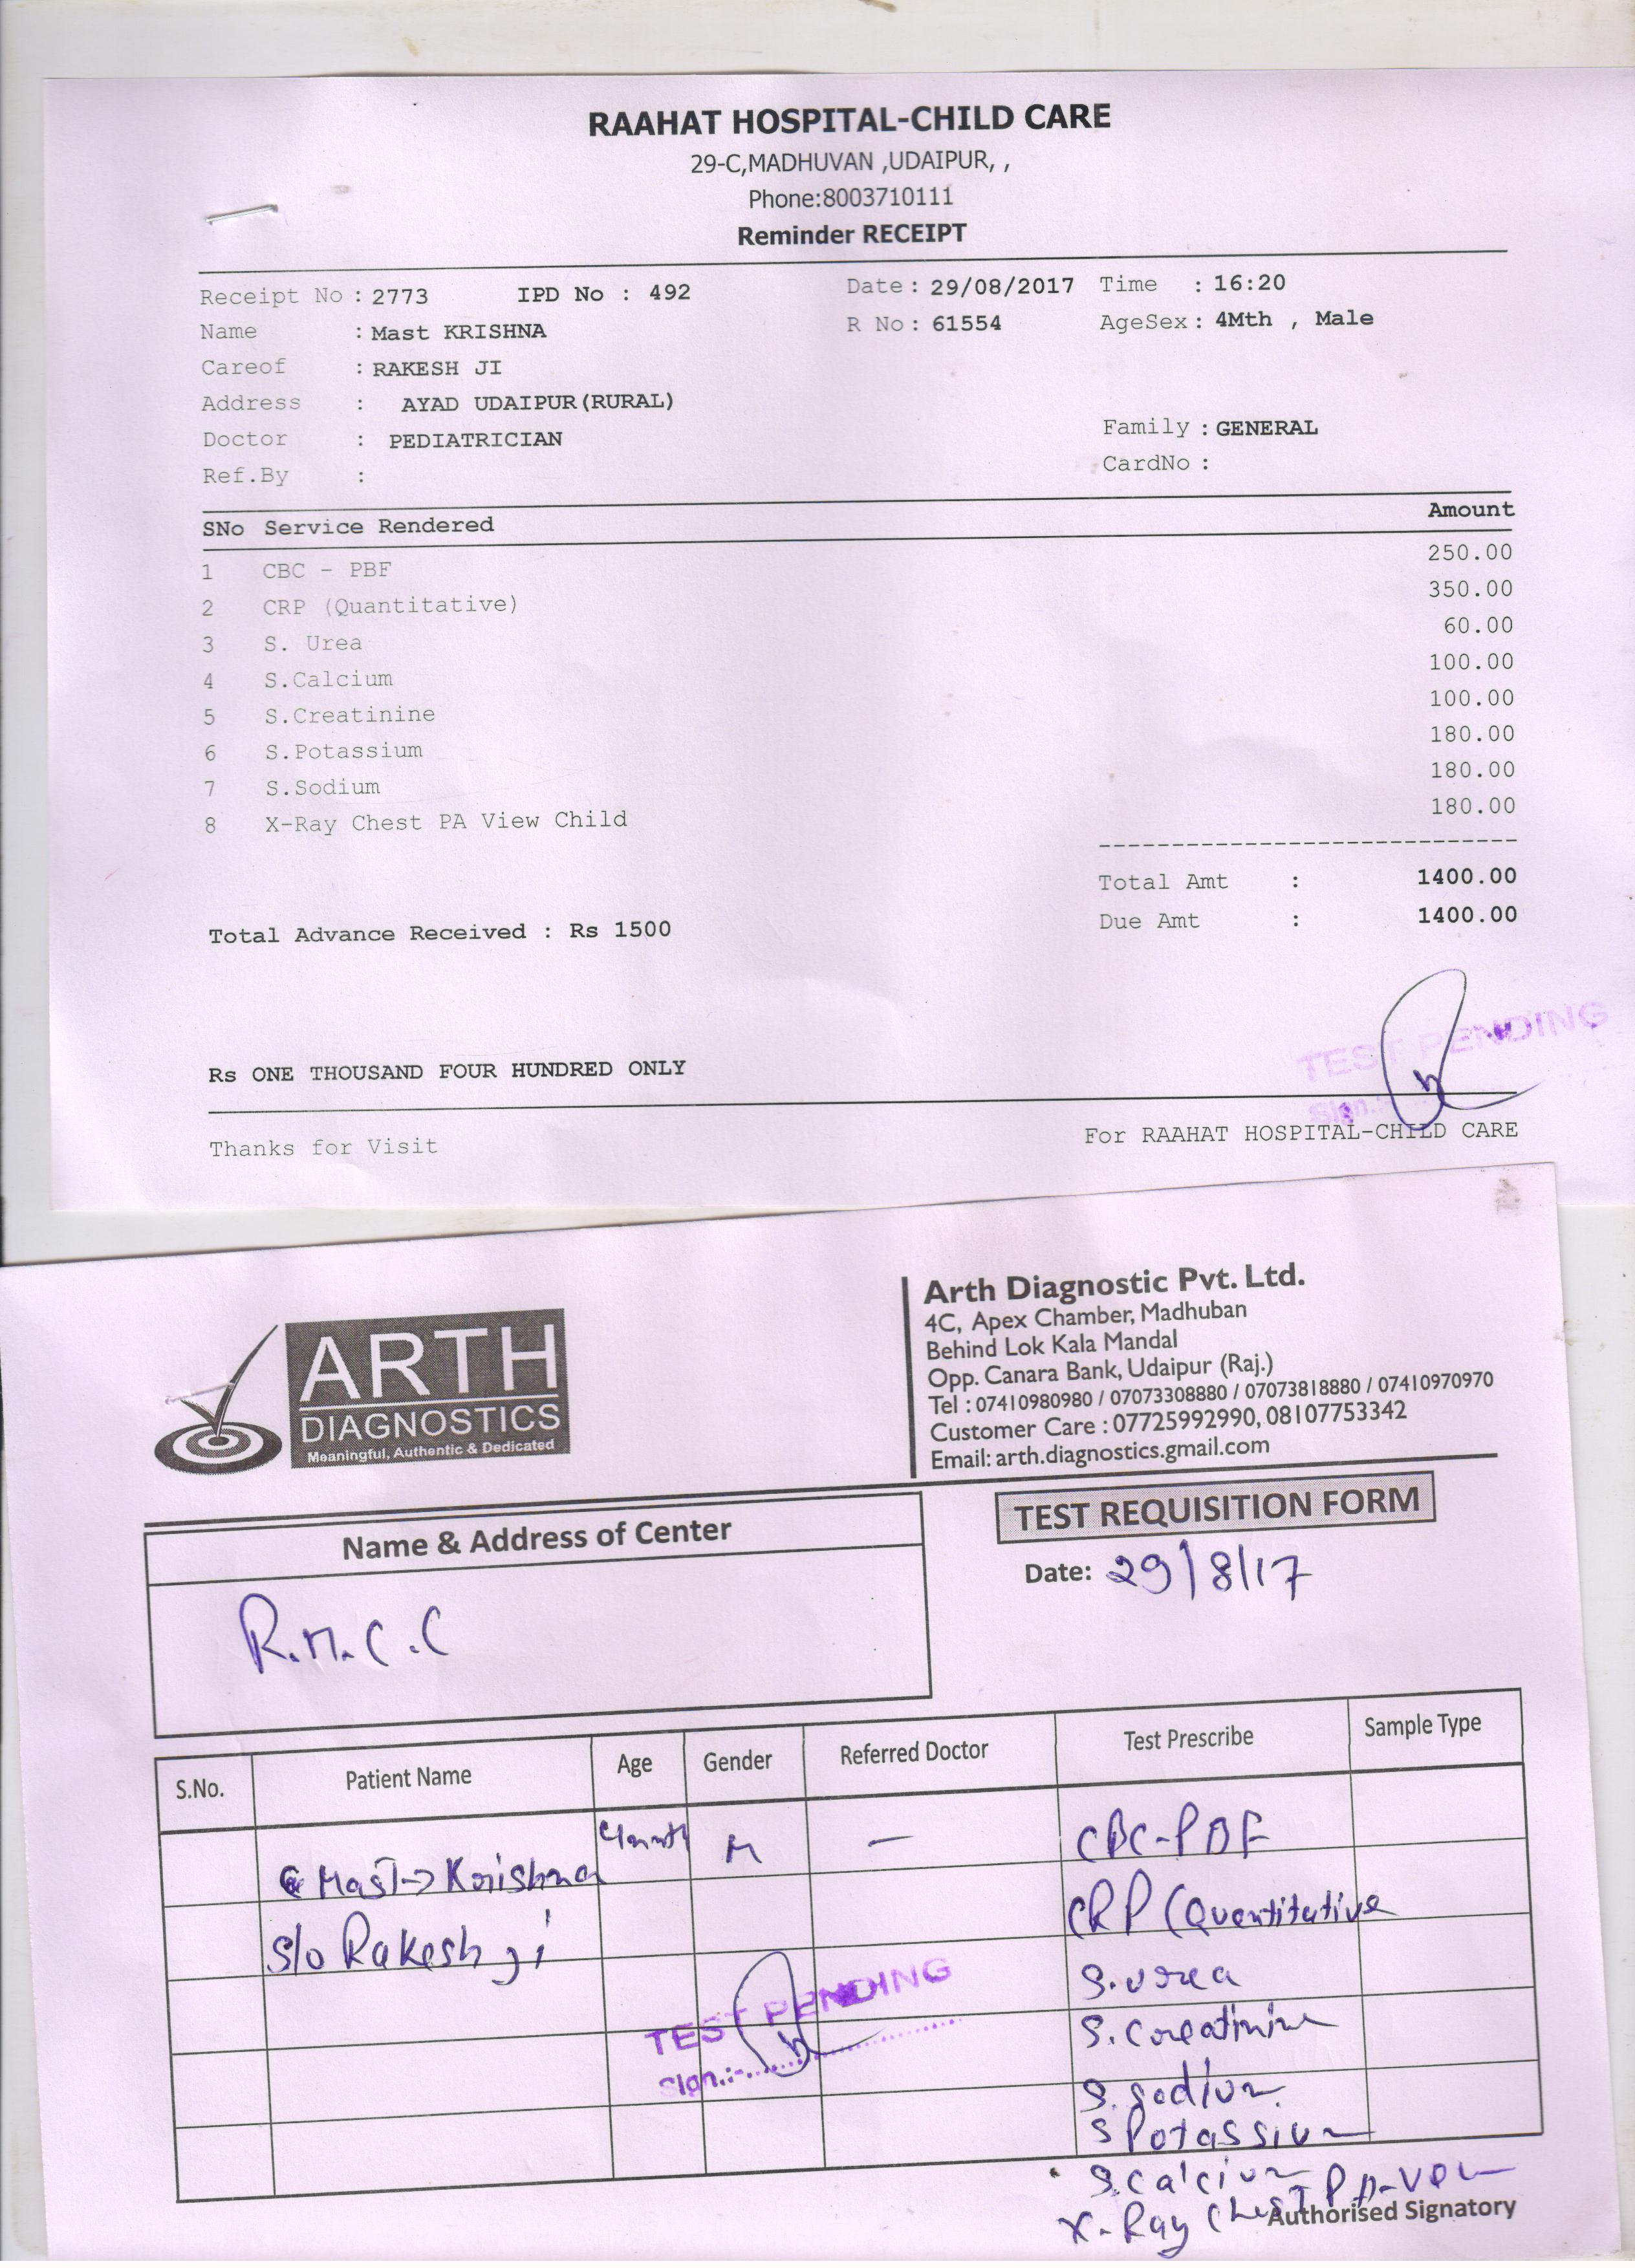 RAAHAT HOSPITAL-CHILD CARE
29-C,MADHUVAN ,UDAIPUR, ,
Phone:8003710111
Reminder RECEIPT
Receipt No : 2773 IPD No : 492 Date : 29/08/2017 Time : 16:20
Name : Mast KRISHNA R No : 61554 AgeSex : 4Mth , Male
Careof : RAKESH JI
Address : AYAD UDAIPUR(RURAL)
Doctor : PEDIATRICIAN Family : GENERAL
Ref.By : CardNo :
SNo Service Rendered Amount
1 CBC - PBF 250.00
2 CRP (Quantitative) 350.00
3 S. Urea 60.00
4 S.Calcium 100.00
5 S.Creatinine 100.00
6 S.Potassium 180.00
7 S.Sodium 180.00
8 X-Ray Chest PA View Child 180.00
Total Amt : 1400.00
Total Advance Received : Rs 1500 Due Amt : 1400.00
TEST PENDING
Sign.:-
Rs ONE THOUSAND FOUR HUNDRED ONLY
Thanks for Visit For RAAHAT HOSPITAL-CHILD CARE
ARTH
DIAGNOSTICS
Meaningful, Authentic & Dedicated
Arth Diagnostic Pvt. Ltd.
4C, Apex Chamber, Madhuban
Behind Lok Kala Mandal
Opp. Canara Bank, Udaipur (Raj.)
Tel : 07410980980 / 07073308880 / 07073818880 / 07410970970
Customer Care : 07725992990, 08107753342
Email: arth.diagnostics.gmail.com
Name & Address of Center
TEST REQUISITION FORM
Date: 29/8/17
R.H.C.C
S.No. Patient Name Age Gender Referred Doctor Test Prescribe Sample Type
Mast Krishna 4month M — CBC-PBF
CRP (Quantitative
S/o Rakesh ji
S.urea
S.Creatinine
TEST PENDING
Sign.:-
S.Sodium
S Potassium
S.Calcium
X-Ray Chest PA-
Authorised Signatory